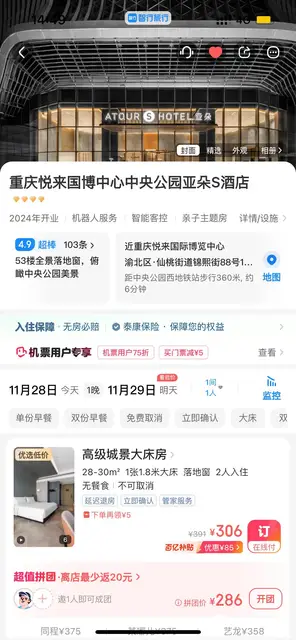 14:49
智行旅行
ATOUR S HOTEL 亚朵
封面 精选 外观 相册
重庆悦来国博中心中央公园亚朵S酒店
2024年开业 机器人服务 智能客控 亲子主题房 详情/设施
4.9 超棒 103条
53楼全景落地窗，俯瞰中央公园美景
近重庆悦来国际博览中心
渝北区·仙桃街道锦熙街88号1...
距中央公园西地铁站步行360米, 约6分钟
地图
入住保障 · 无房必赔 泰康保险 · 保障您的权益
机票用户专享 机票用户75折 买门票减¥5 查看
11月28日 今天 1晚 11月29日 明天
看低价
1间
1人
监控
单份早餐 双份早餐 免费取消 立即确认 大床 双
优选低价
高级城景大床房
28-30m² 1张1.8米大床 落地窗 2人入住
无餐食 不可取消
延迟退房 立即确认 管家服务
下单再领¥5
6
¥391 ¥306
百亿补贴 优惠¥85
订
在线付
超值拼团 · 高店最少返20元
邀1人即可成团
拼团价 ¥286
开团
同程¥375
艺龙¥358